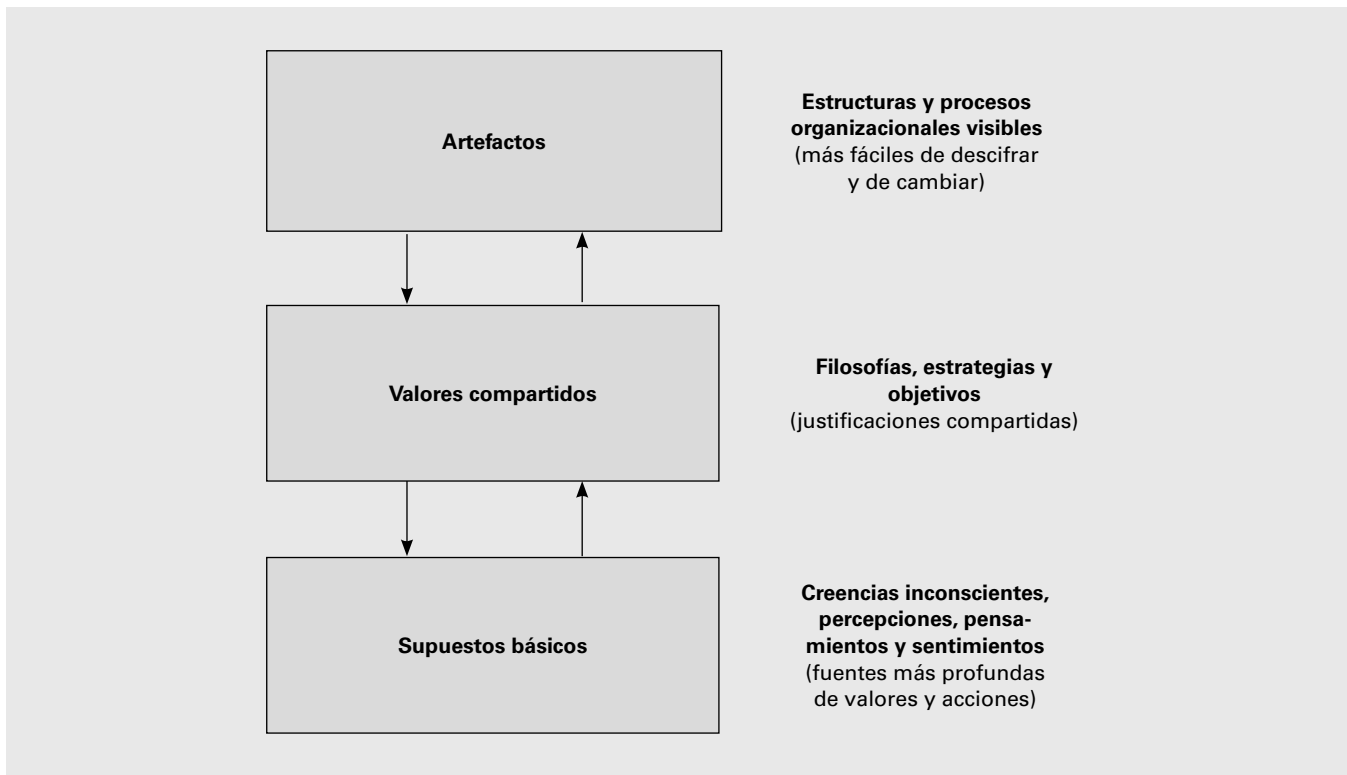 Artefactos
Estructuras y procesos
organizacionales visibles
(más fáciles de descifrar
y de cambiar)
Valores compartidos
Filosofías, estrategias y
objetivos
(justificaciones compartidas)
Supuestos básicos
Creencias inconscientes,
percepciones, pensa-
mientos y sentimientos
(fuentes más profundas
de valores y acciones)